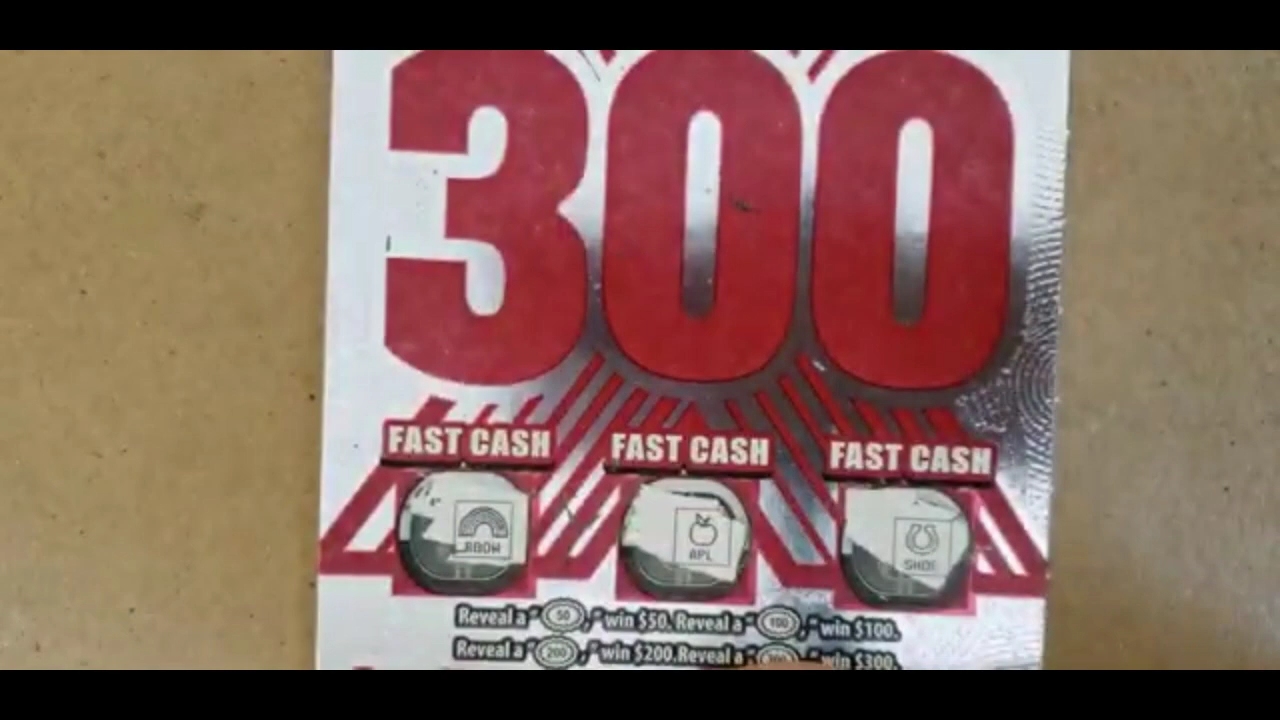 300
FAST CASH FAST CASH FAST CASH
RBOW APL SHOE
Reveal a "50," win $50. Reveal a "100," win $100.
Reveal a "200," win $200. Reveal a " win $300.